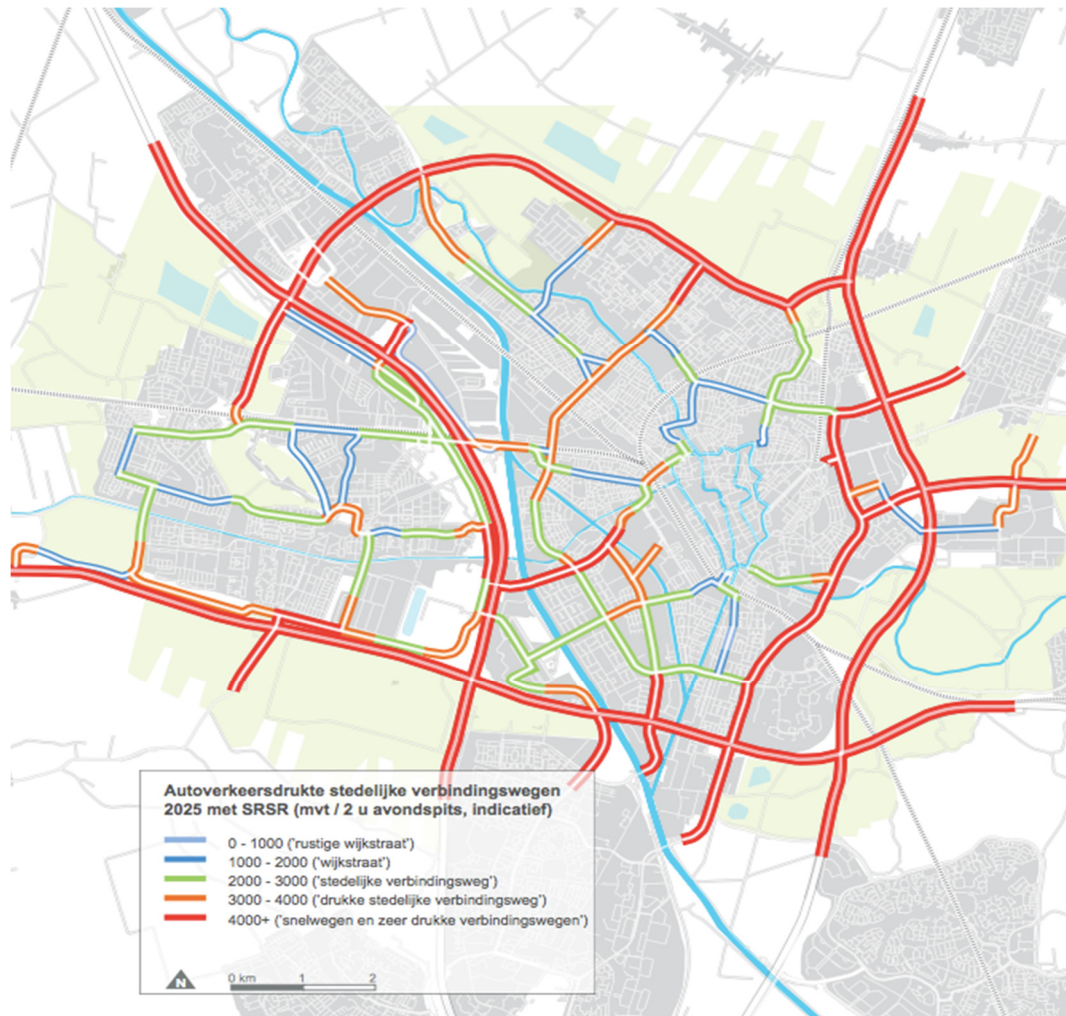 Autoverkeersdrukte stedelijke verbindingswegen
2025 met SRSR (mvt / 2 u avondspits, indicatief)
0 - 1000 ('rustige wijkstraat')
1000 - 2000 ('wijkstraat')
2000 - 3000 ('stedelijke verbindingsweg')
3000 - 4000 ('drukke stedelijke verbindingsweg')
4000+ ('snelwegen en zeer drukke verbindingswegen')
N 0 km 1 2